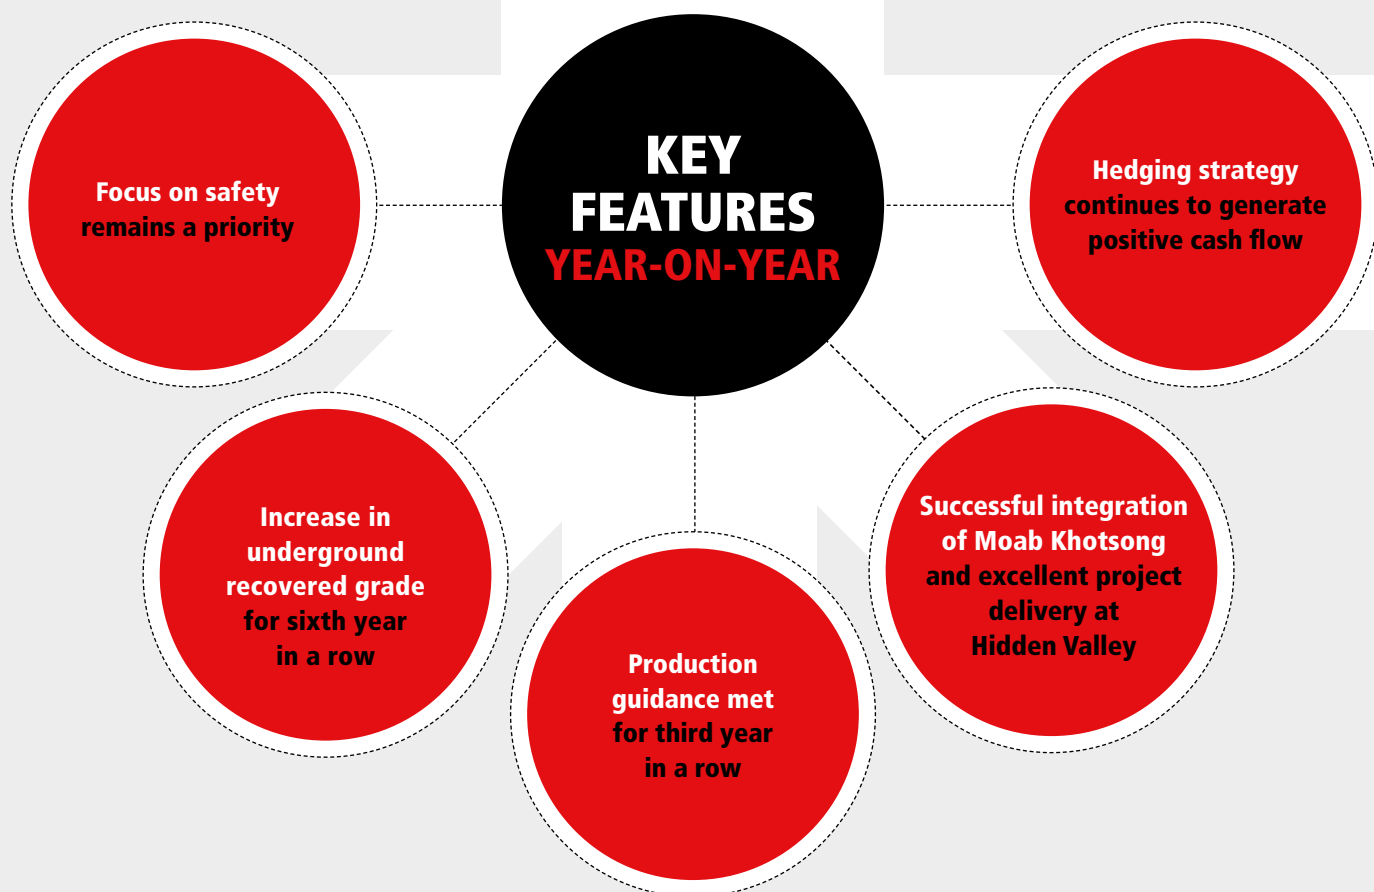 KEY
FEATURES
YEAR-ON-YEAR
Focus on safety
remains a priority
Increase in
underground
recovered grade
for sixth year
in a row
Production
guidance met
for third year
in a row
Successful integration
of Moab Khotsong
and excellent project
delivery at
Hidden Valley
Hedging strategy
continues to generate
positive cash flow